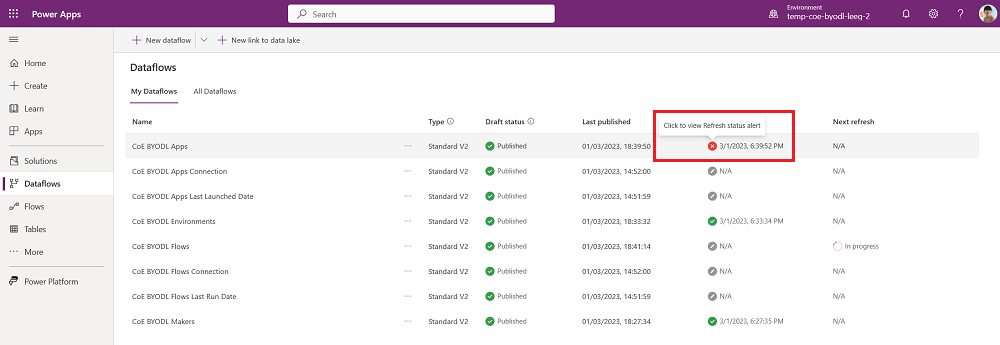 Power Apps
Search
Environment
temp-coe-byodl-leeq-2
New dataflow
New link to data lake
Home
Create
Learn
Apps
Solutions
Dataflows
Flows
Tables
More
Power Platform
Dataflows
My Dataflows All Dataflows
Name Type Draft status Last published Next refresh
Click to view Refresh status alert
CoE BYODL Apps ... Standard V2 Published 01/03/2023, 18:39:50 3/1/2023, 6:39:52 PM N/A
CoE BYODL Apps Connection ... Standard V2 Published 01/03/2023, 14:52:00 N/A N/A
CoE BYODL Apps Last Launched Date ... Standard V2 Published 01/03/2023, 14:51:59 N/A N/A
CoE BYODL Environments ... Standard V2 Published 01/03/2023, 18:33:32 3/1/2023, 6:33:34 PM N/A
CoE BYODL Flows ... Standard V2 Published 01/03/2023, 18:41:14 N/A In progress
CoE BYODL Flows Connection ... Standard V2 Published 01/03/2023, 14:52:00 N/A N/A
CoE BYODL Flows Last Run Date ... Standard V2 Published 01/03/2023, 14:51:59 N/A N/A
CoE BYODL Makers ... Standard V2 Published 01/03/2023, 18:27:34 3/1/2023, 6:27:35 PM N/A